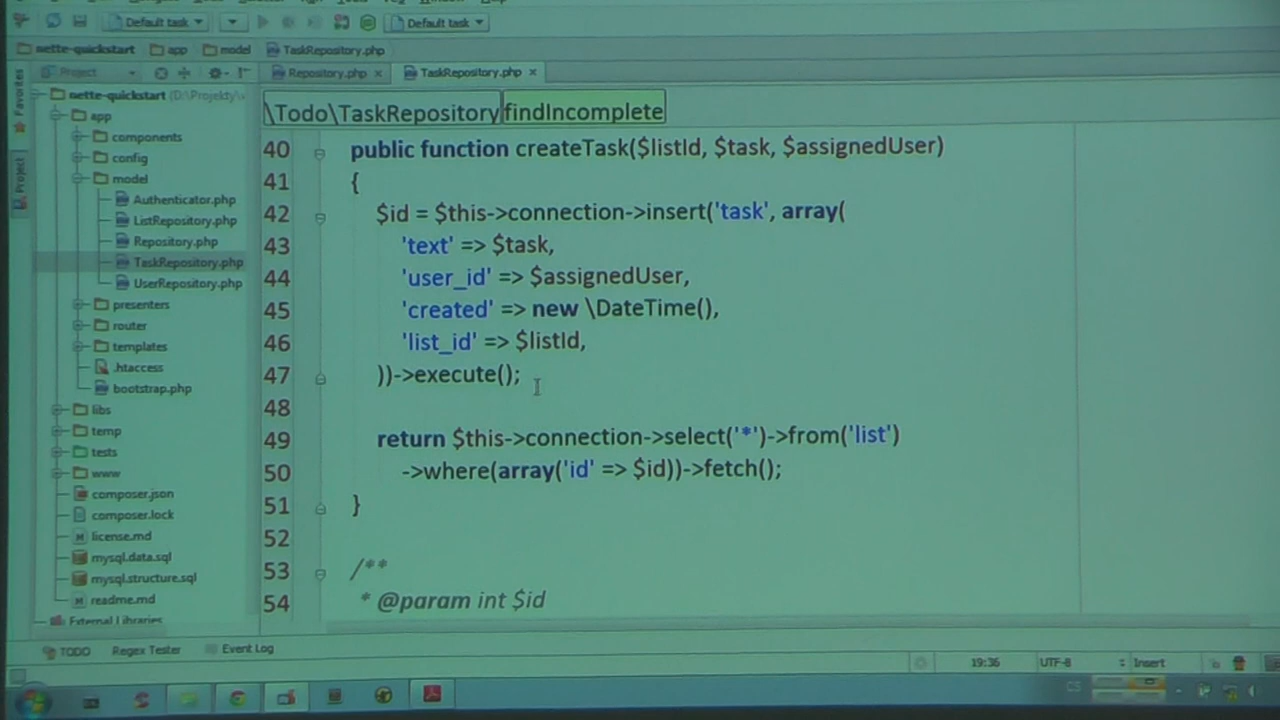 Default task
Default task
nette-quickstart app model TaskRepository.php
Project
Repository.php
TaskRepository.php
Favorites
Project
nette-quickstart (D:\Projekty\
app
components
config
model
Authenticator.php
ListRepository.php
Repository.php
TaskRepository.php
UserRepository.php
presenters
router
templates
.htaccess
bootstrap.php
libs
temp
tests
www
composer.json
composer.lock
license.md
mysql.data.sql
mysql.structure.sql
readme.md
External Libraries
\Todo\TaskRepository findIncomplete
40 public function createTask($listId, $task, $assignedUser)
41 {
42 $id = $this->connection->insert('task', array(
43 'text' => $task,
44 'user_id' => $assignedUser,
45 'created' => new \DateTime(),
46 'list_id' => $listId,
47 ))->execute();
48
49 return $this->connection->select('*')->from('list')
50 ->where(array('id' => $id))->fetch();
51 }
52
53 /**
54 * @param int $id
TODO Regex Tester Event Log
19:36 UTF-8 Insert
CS